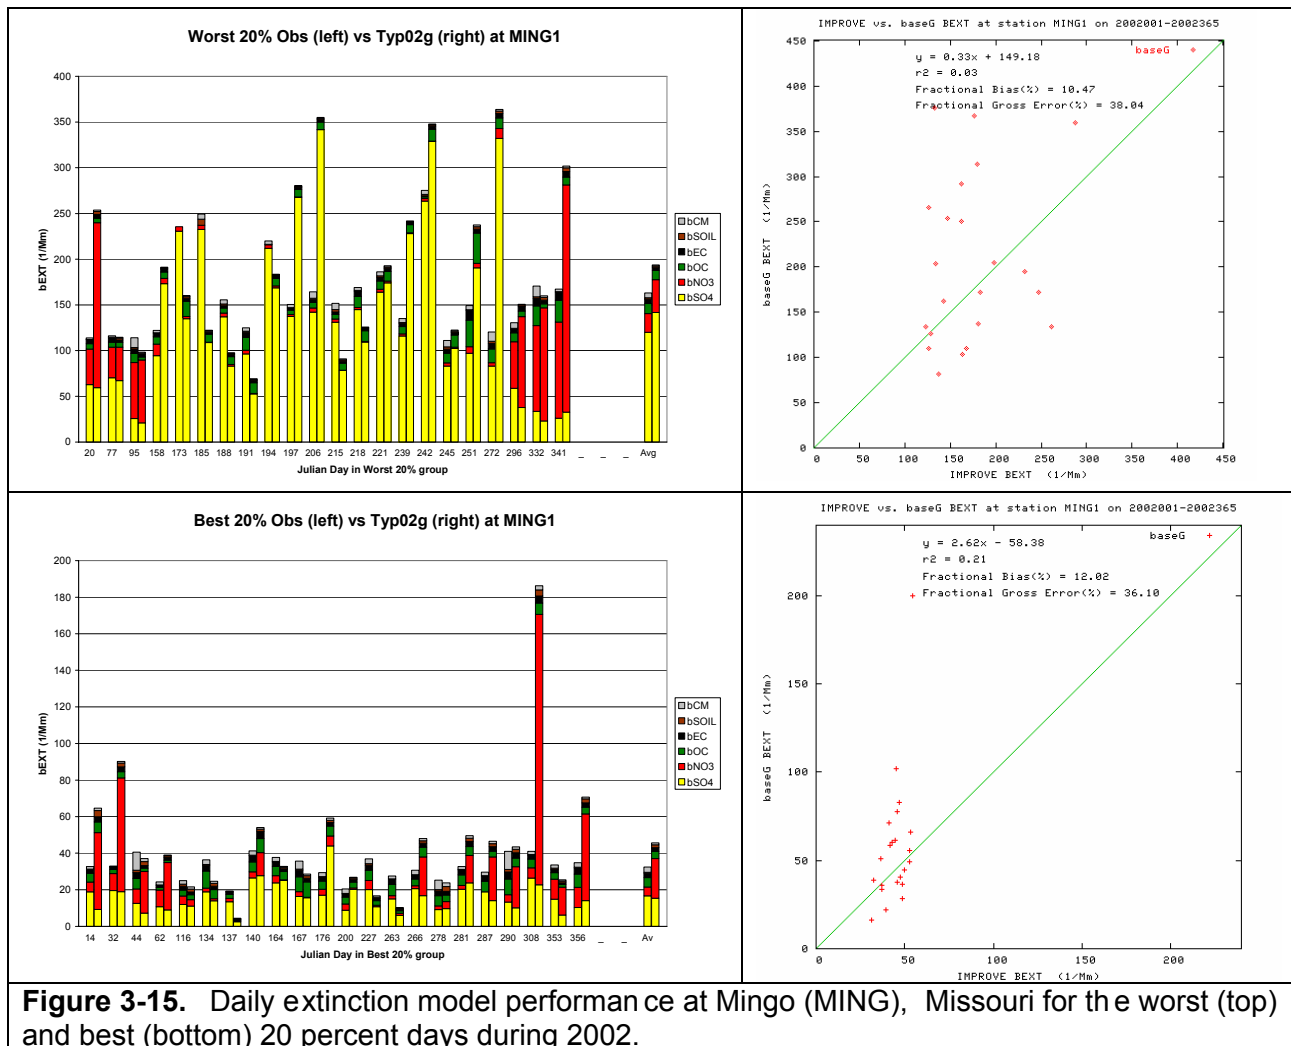 Worst 20% Obs (left) vs Typ02g (right) at MING1
400
350
300
250
200
150
100
50
0
bEXT (1/Mm)
20 77 95 158 173 185 188 191 194 197 206 215 218 221 239 242 245 251 272 296 332 341 _ _ _ Avg
Julian Day in Worst 20% group
bCM
bSOIL
bEC
bOC
bNO3
bSO4
IMPROVE vs. baseG BEXT at station MING1 on 2002001-2002365
baseG
y = 0.33x + 149.18
r2 = 0.03
Fractional Bias(%) = 10.47
Fractional Gross Error(%) = 38.04
450
400
350
300
250
200
150
100
50
0
baseG BEXT (1/Mm)
0 50 100 150 200 250 300 350 400 450
IMPROVE BEXT (1/Mm)
Best 20% Obs (left) vs Typ02g (right) at MING1
200
180
160
140
120
100
80
60
40
20
0
bEXT (1/Mm)
14 32 44 62 116 134 137 140 164 167 176 200 227 263 266 278 281 287 290 308 353 356 _ _ Av
Julian Day in Best 20% group
bCM
bSOIL
bEC
bOC
bNO3
bSO4
IMPROVE vs. baseG BEXT at station MING1 on 2002001-2002365
baseG
y = 2.62x - 58.38
r2 = 0.21
Fractional Bias(%) = 12.02
Fractional Gross Error(%) = 36.10
200
150
100
50
0
baseG BEXT (1/Mm)
0 50 100 150 200
IMPROVE BEXT (1/Mm)
Figure 3-15. Daily extinction model performan ce at Mingo (MING), Missouri for th e worst (top)
and best (bottom) 20 percent days during 2002.